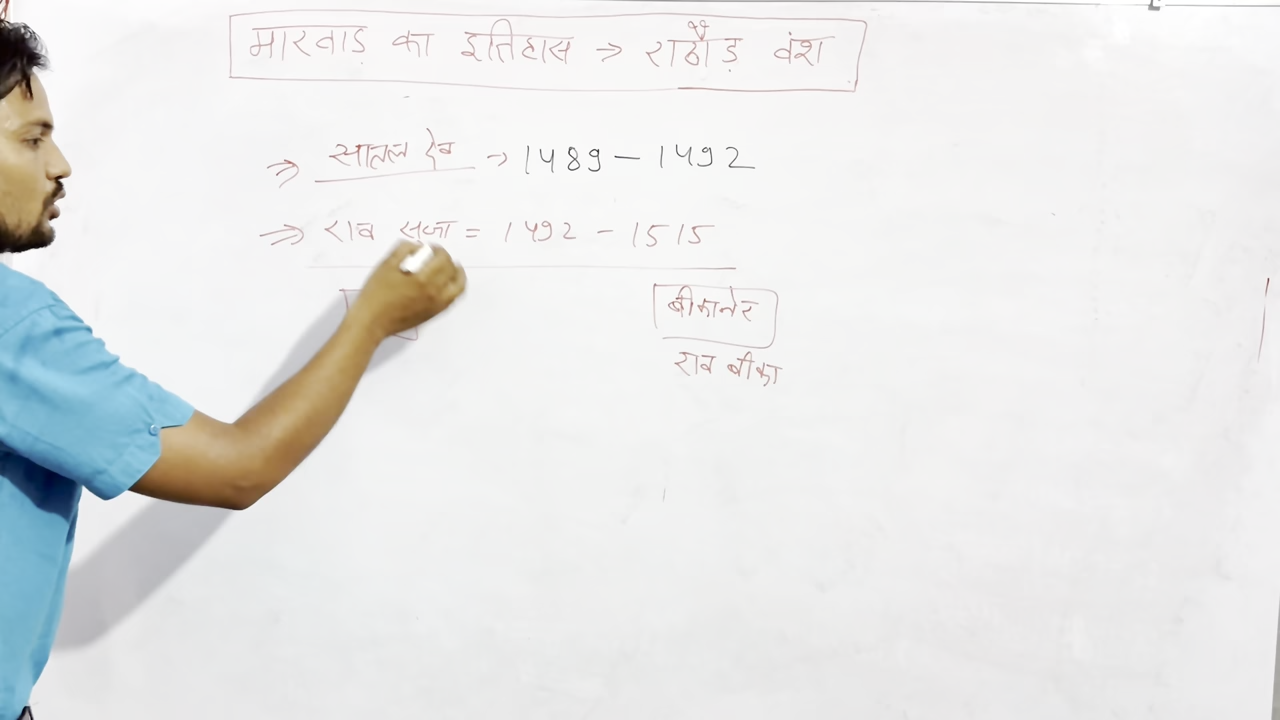 मारवाड़ का इतिहास → राठौड़ वंश
⇒ सातल देव → 1489 - 1492
⇒ राव सूजा = 1492 - 1515
बीकानेर
राव बीका